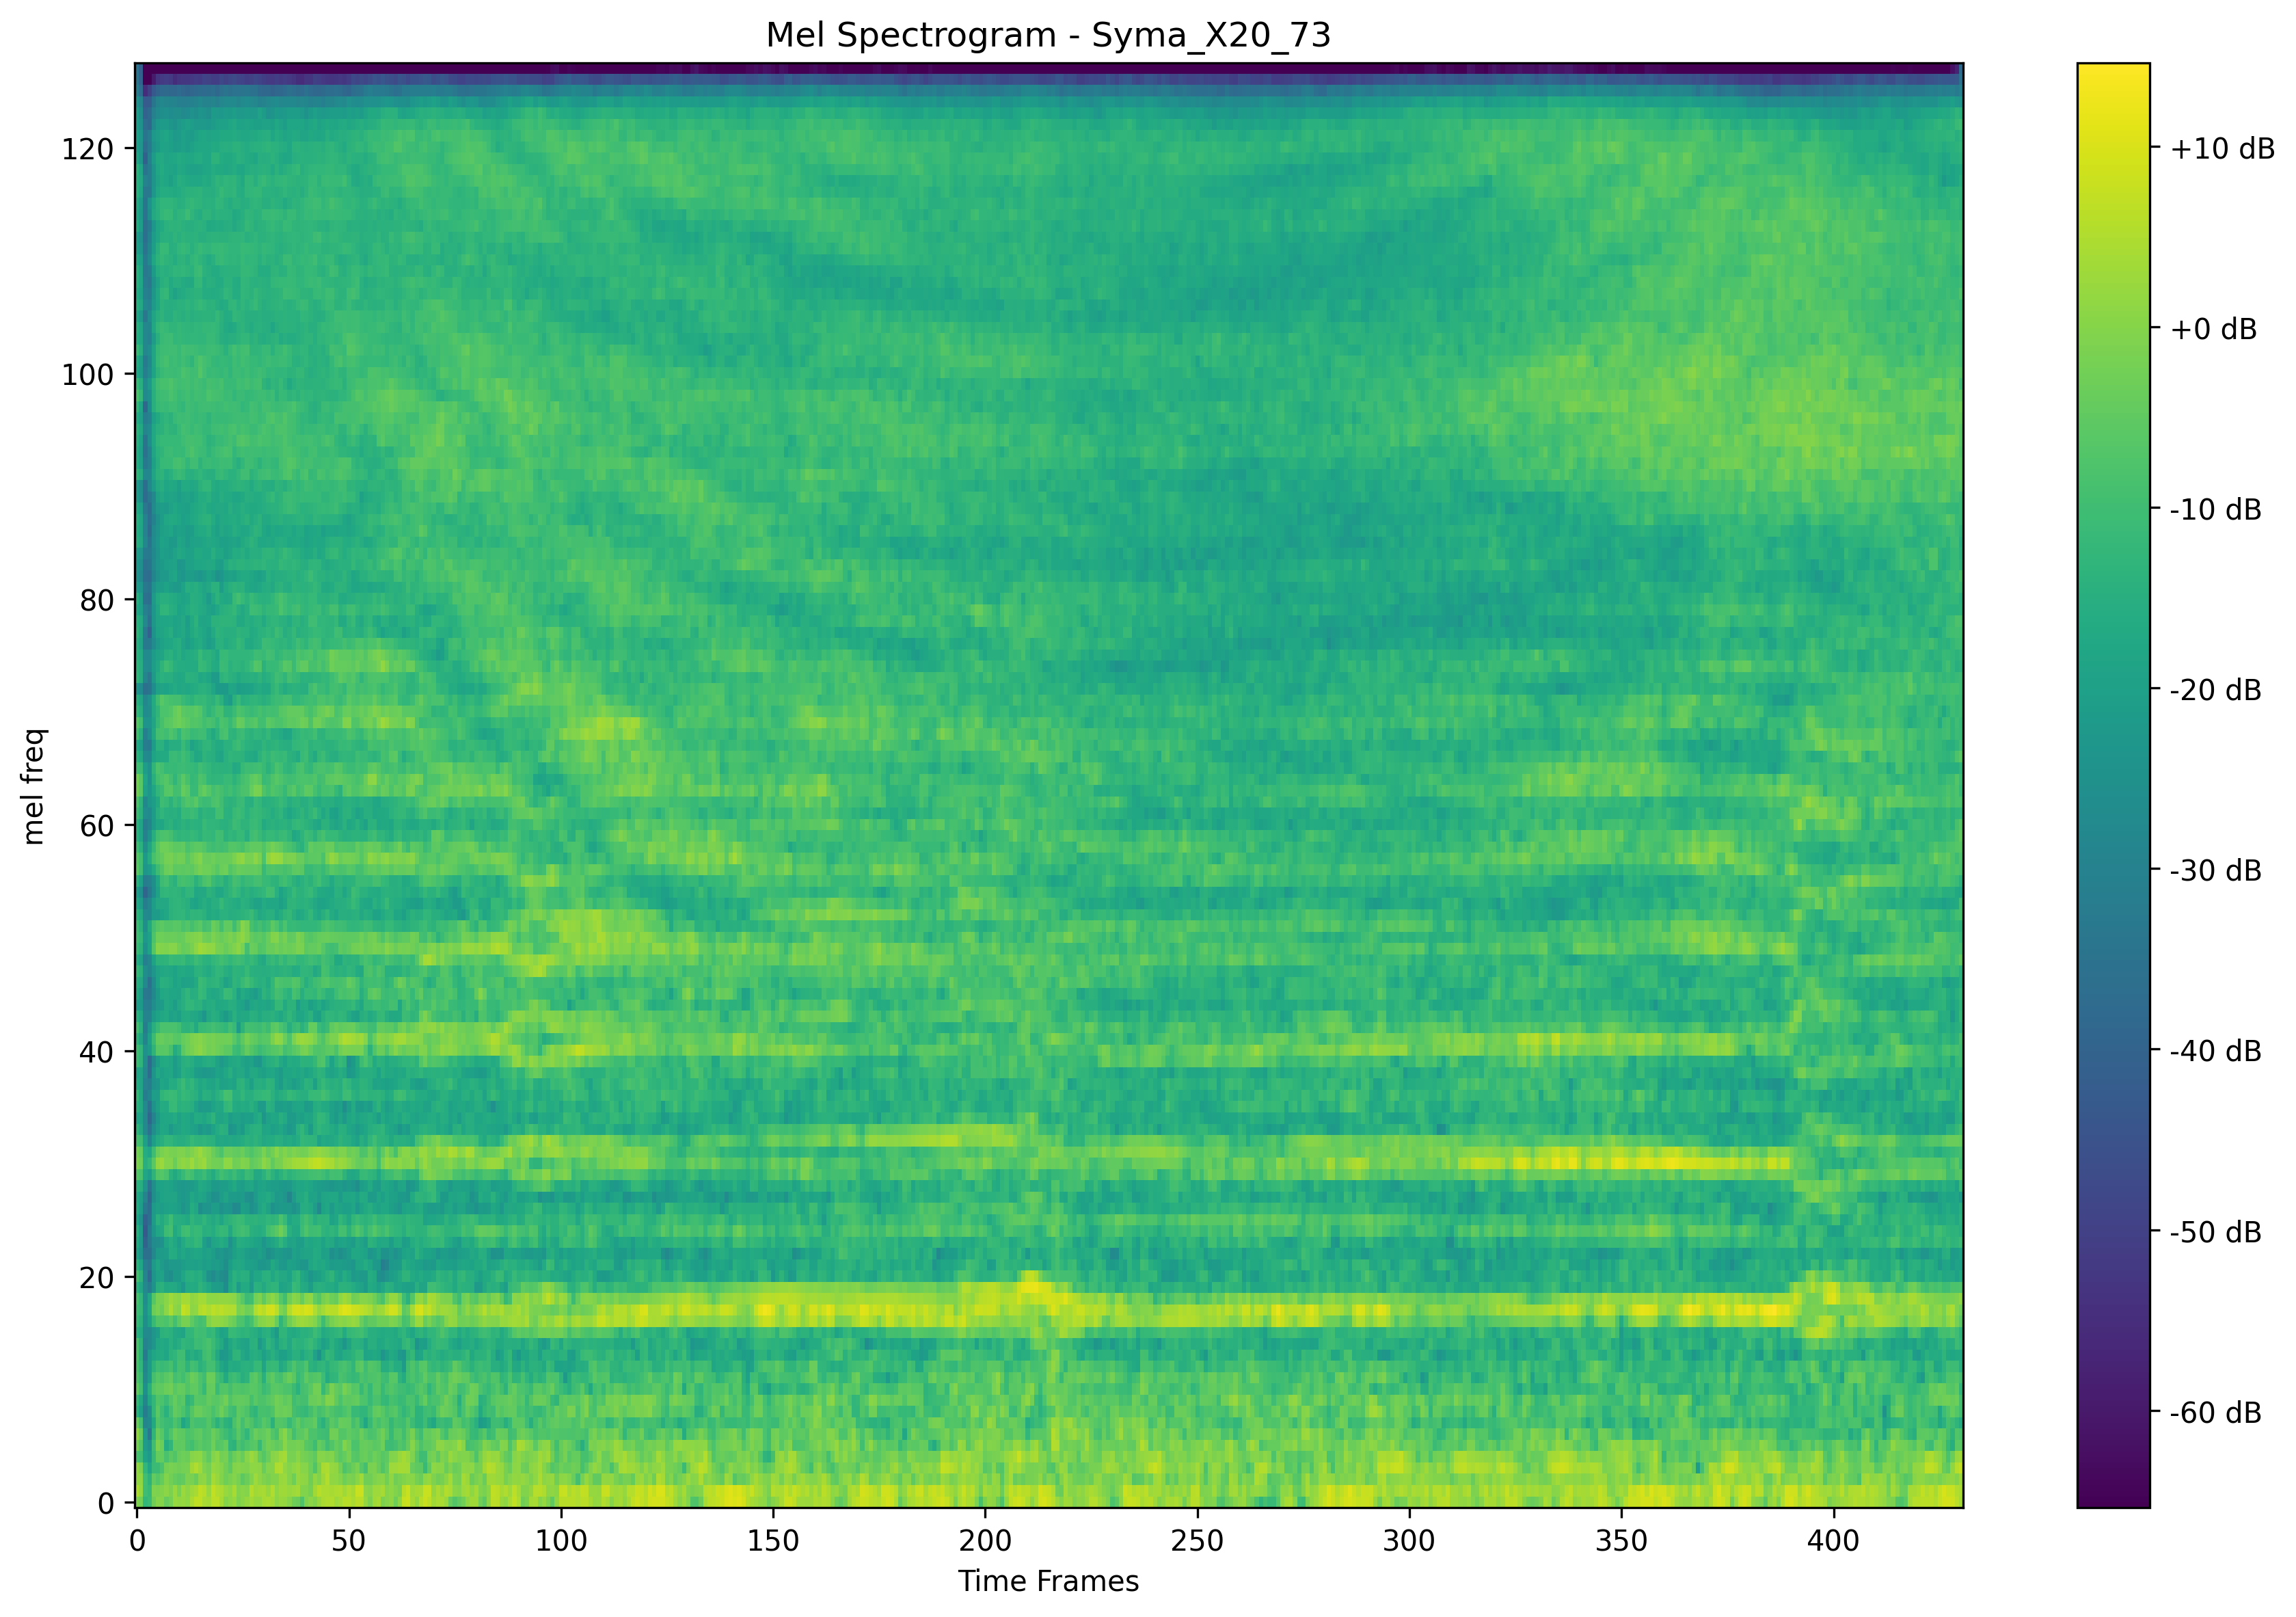 Mel Spectrogram - Syma_X20_73
mel freq
120
100
80
60
40
20
0
0 50 100 150 200 250 300 350 400
Time Frames
+10 dB
+0 dB
-10 dB
-20 dB
-30 dB
-40 dB
-50 dB
-60 dB